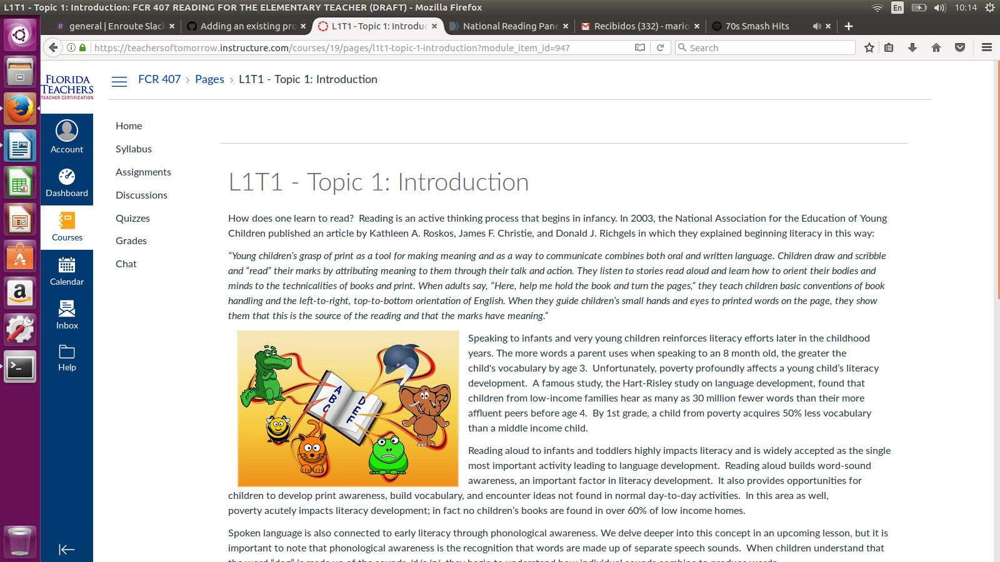 L1T1 - Topic 1: Introduction: FCR 407 READING FOR THE ELEMENTARY TEACHER (DRAFT) - Mozilla Firefox
En
10:14
# general | Enroute Slack
Adding an existing pro
L1T1 - Topic 1: Introduc
National Reading Pane
Recibidos (332) - mario
70s Smash Hits
https://teachersoftomorrow.instructure.com/courses/19/pages/l1t1-topic-1-introduction?module_item_id=947
Search
FLORIDA
TEACHERS
TEACHER CERTIFICATION
Account
Dashboard
Courses
Calendar
Inbox
Help
FCR 407 > Pages > L1T1 - Topic 1: Introduction
Home
Syllabus
Assignments
Discussions
Quizzes
Grades
Chat
L1T1 - Topic 1: Introduction
How does one learn to read?  Reading is an active thinking process that begins in infancy. In 2003, the National Association for the Education of Young
Children published an article by Kathleen A. Roskos, James F. Christie, and Donald J. Richgels in which they explained beginning literacy in this way:
“Young children’s grasp of print as a tool for making meaning and as a way to communicate combines both oral and written language. Children draw and scribble
and “read” their marks by attributing meaning to them through their talk and action. They listen to stories read aloud and learn how to orient their bodies and
minds to the technicalities of books and print. When adults say, “Here, help me hold the book and turn the pages,” they teach children basic conventions of book
handling and the left-to-right, top-to-bottom orientation of English. When they guide children’s small hands and eyes to printed words on the page, they show
them that this is the source of the reading and that the marks have meaning.”
A
B
C
D
E
F
Speaking to infants and very young children reinforces literacy efforts later in the childhood
years. The more words a parent uses when speaking to an 8 month old, the greater the
child's vocabulary by age 3.  Unfortunately, poverty profoundly affects a young child’s literacy
development.  A famous study, the Hart-Risley study on language development, found that
children from low-income families hear as many as 30 million fewer words than their more
affluent peers before age 4.  By 1st grade, a child from poverty acquires 50% less vocabulary
than a middle income child.
Reading aloud to infants and toddlers highly impacts literacy and is widely accepted as the single
most important activity leading to language development.  Reading aloud builds word-sound
awareness, an important factor in literacy development.  It also provides opportunities for
children to develop print awareness, build vocabulary, and encounter ideas not found in normal day-to-day activities.  In this area as well,
poverty acutely impacts literacy development; in fact no children’s books are found in over 60% of low income homes.
Spoken language is also connected to early literacy through phonological awareness. We delve deeper into this concept in an upcoming lesson, but it is
important to note that phonological awareness is the recognition that words are made up of separate speech sounds.  When children understand that
the word “dog” is made up of the sounds /d/o/g/, they begin to understand how individual sounds combine to produce words.